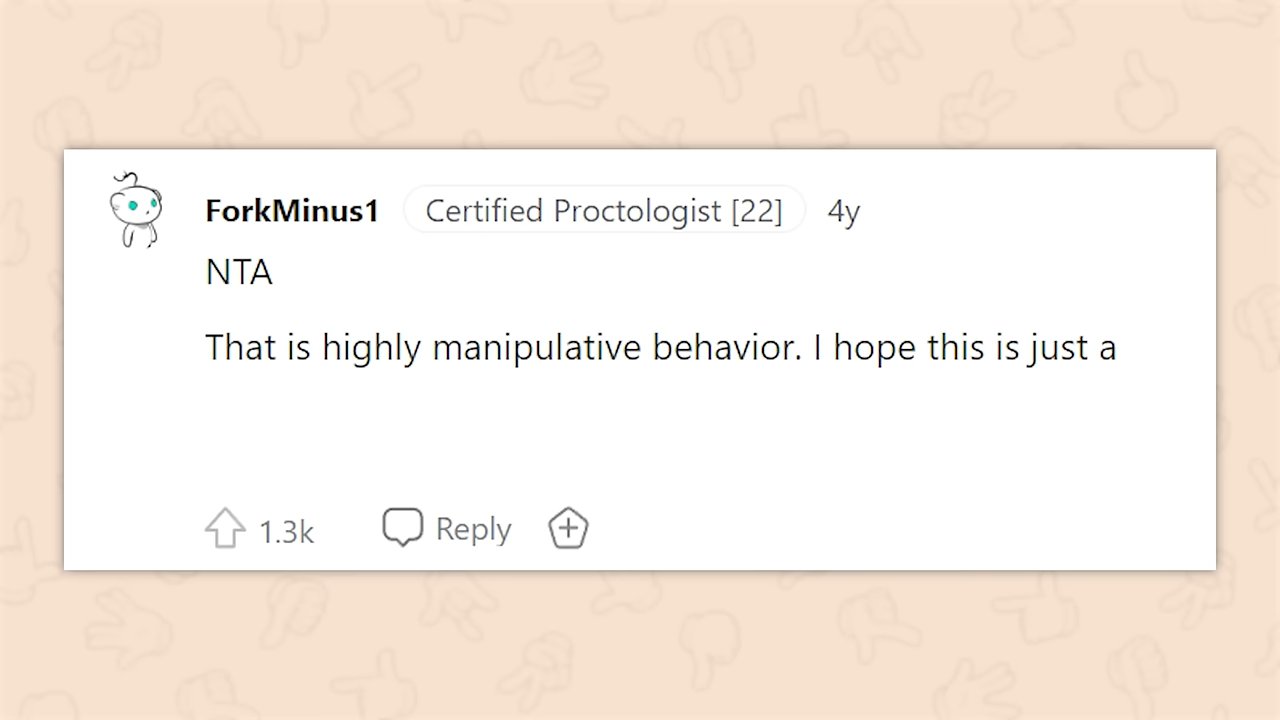 ForkMinus1 Certified Proctologist [22] 4y
NTA
That is highly manipulative behavior. I hope this is just a
1.3k Reply